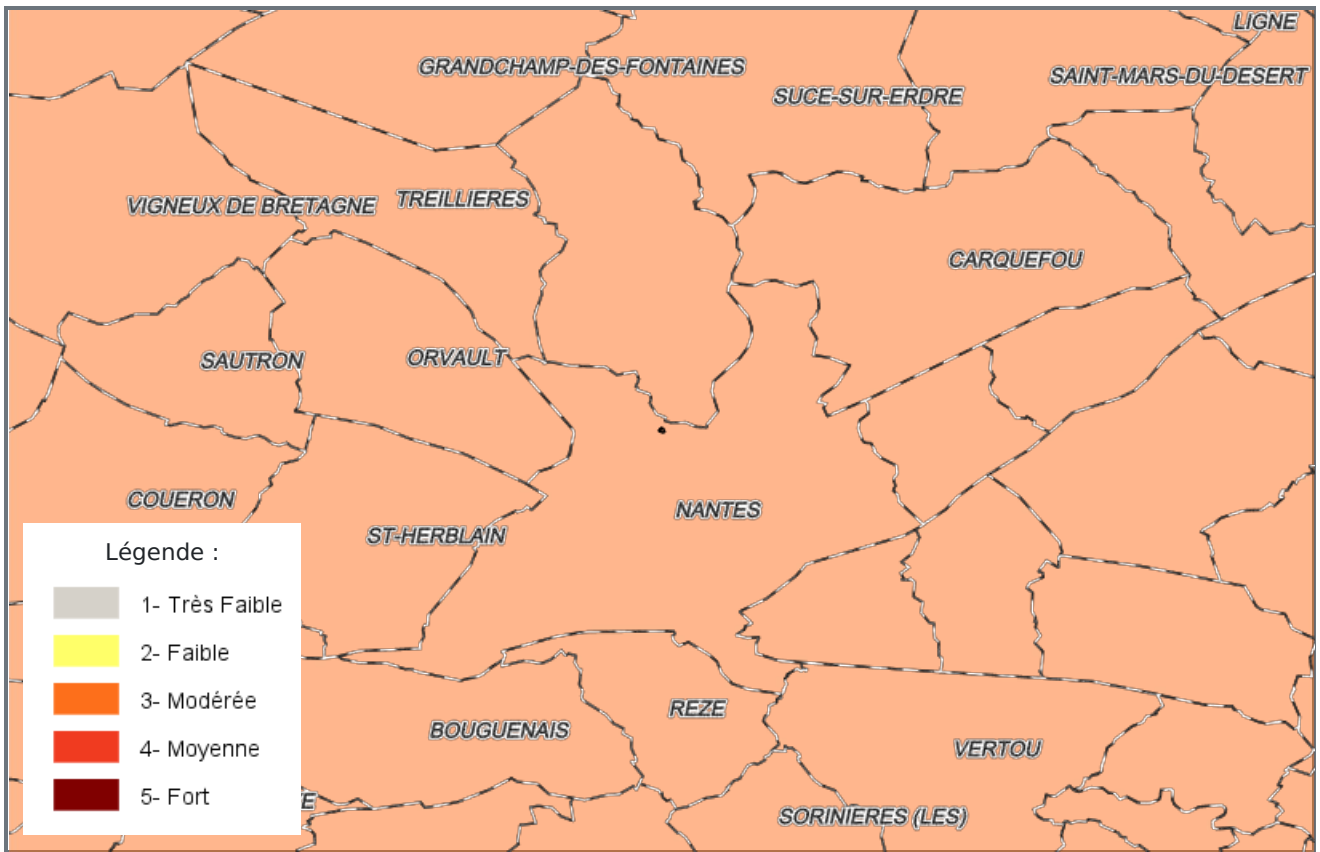 LIGNE
GRANDCHAMP-DES-FONTAINES
SAINT-MARS-DU-DESERT
SUCE-SUR-ERDRE
VIGNEUX DE BRETAGNE
TREILLIERES
CARQUEFOU
SAUTRON
ORVAULT
COUERON
NANTES
ST-HERBLAIN
Légende :
1- Très Faible
2- Faible
3- Modérée
4- Moyenne
5- Fort
REZE
BOUGUENAIS
VERTOU
SORINIÈRES (LES)